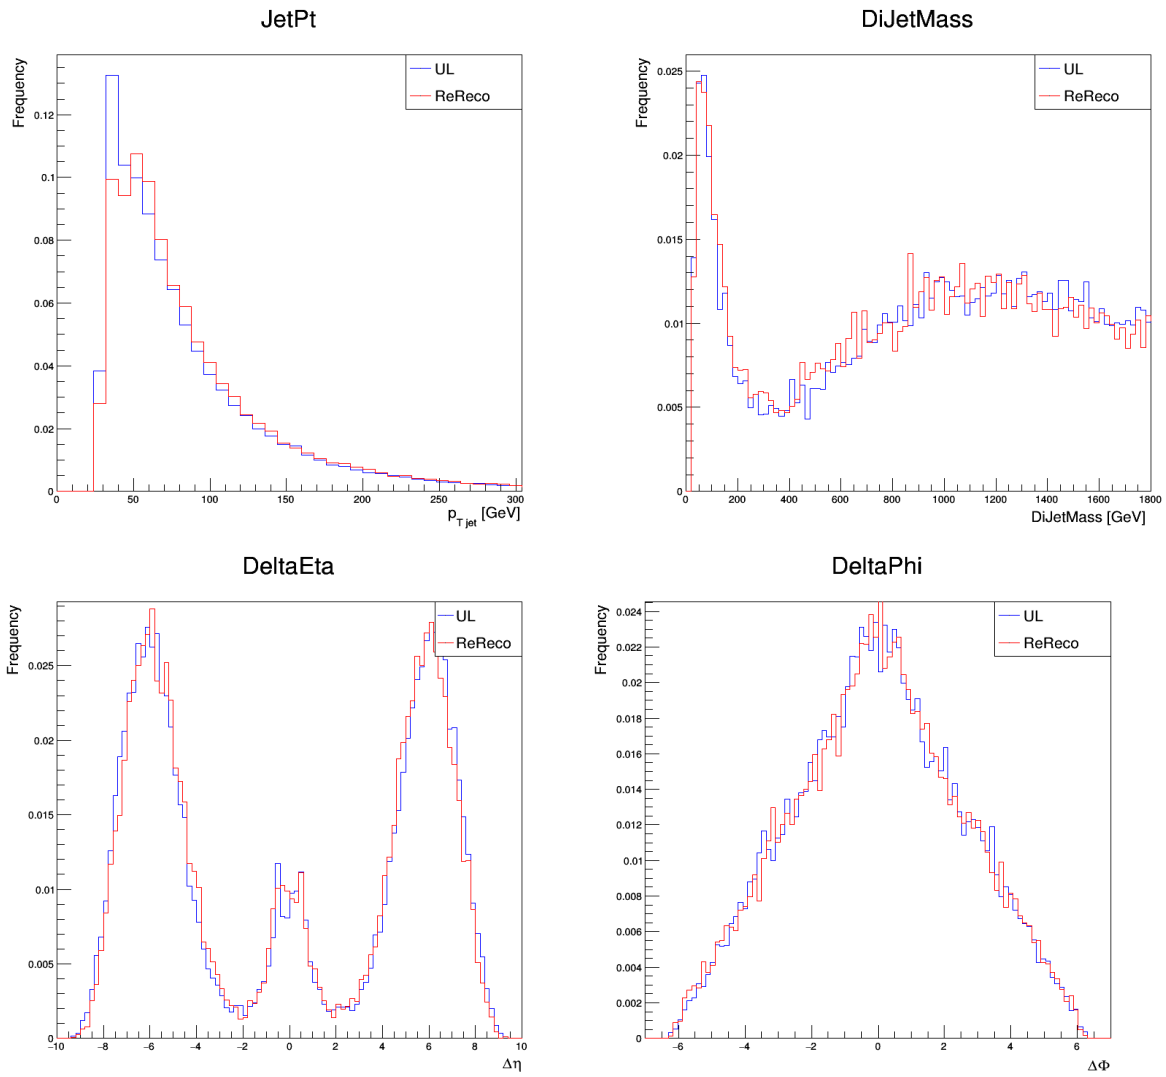 JetPt
Frequency
UL
ReReco
0.12
0.1
0.08
0.06
0.04
0.02
0
0 50 100 150 200 250 300
p_T jet [GeV]
DiJetMass
Frequency
UL
ReReco
0.025
0.02
0.015
0.01
0.005
0
0 200 400 600 800 1000 1200 1400 1600 1800
DiJetMass [GeV]
DeltaEta
Frequency
UL
ReReco
0.025
0.02
0.015
0.01
0.005
0
−10 −8 −6 −4 −2 0 2 4 6 8 10
Δη
DeltaPhi
Frequency
UL
ReReco
0.024
0.022
0.02
0.018
0.016
0.014
0.012
0.01
0.008
0.006
0.004
0.002
0
−6 −4 −2 0 2 4 6
ΔΦ